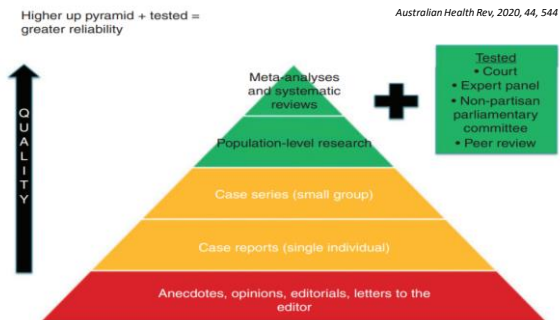 Higher up pyramid + tested =
greater reliability
Australian Health Rev, 2020, 44, 544
QUALITY
Meta-analyses
and systematic
reviews
Population-level research
Case series (small group)
Case reports (single individual)
Anecdotes, opinions, editorials, letters to the
editor
Tested
• Court
• Expert panel
• Non-partisan
parliamentary
committee
• Peer review